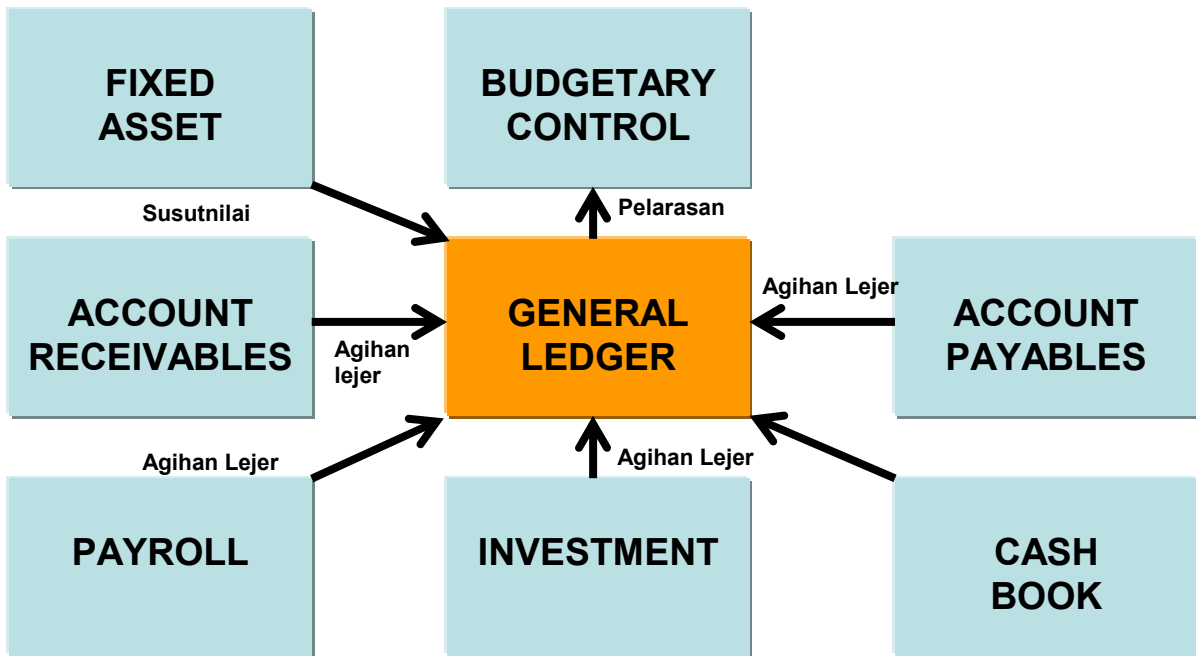 FIXED
ASSET
BUDGETARY
CONTROL
Susutnilai
Pelarasan
ACCOUNT
RECEIVABLES
Agihan
lejer
GENERAL
LEDGER
Agihan Lejer
ACCOUNT
PAYABLES
Agihan Lejer
Agihan Lejer
PAYROLL
INVESTMENT
CASH
BOOK